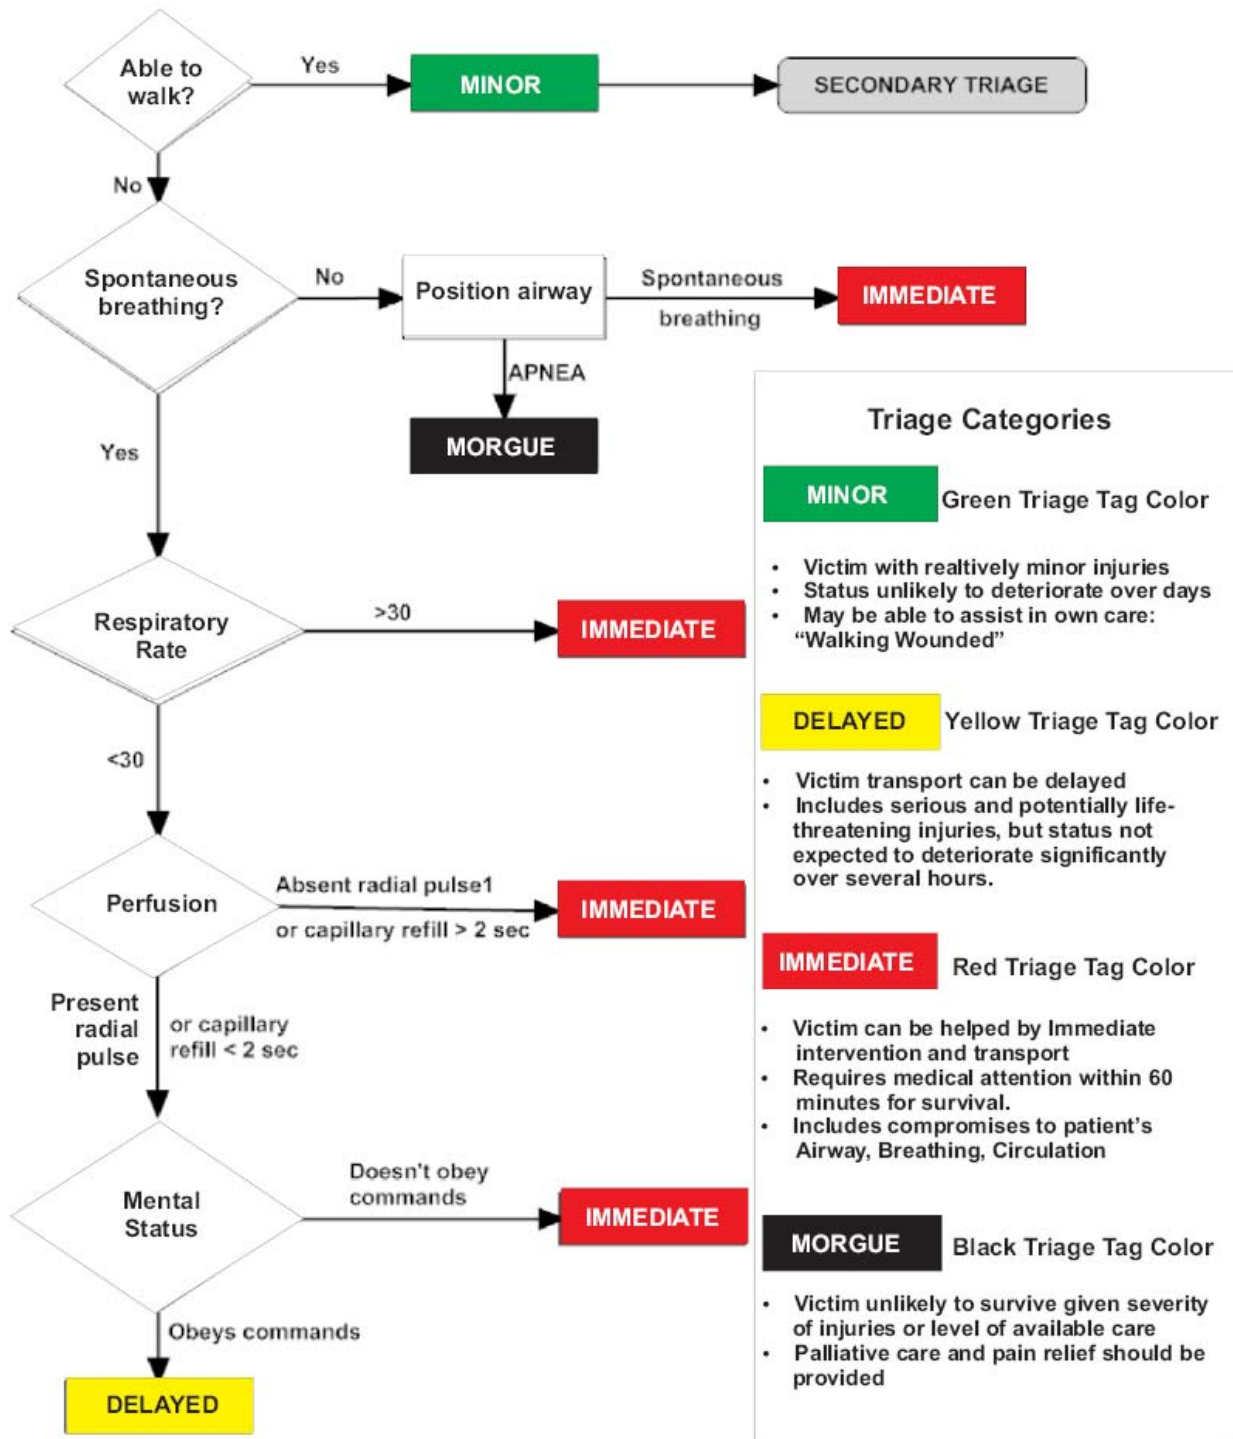 Able to
walk?
Yes
MINOR
SECONDARY TRIAGE
No
Spontaneous
breathing?
No
Position airway
Spontaneous
breathing
IMMEDIATE
APNEA
MORGUE
Yes
Respiratory
Rate
>30
IMMEDIATE
<30
Perfusion
Absent radial pulse1
or capillary refill > 2 sec
IMMEDIATE
Present
radial
pulse
or capillary
refill < 2 sec
Mental
Status
Doesn't obey
commands
IMMEDIATE
Obeys commands
DELAYED
Triage Categories
MINOR
Green Triage Tag Color
• Victim with realtively minor injuries
• Status unlikely to deteriorate over days
• May be able to assist in own care:
“Walking Wounded”
DELAYED
Yellow Triage Tag Color
• Victim transport can be delayed
• Includes serious and potentially life-
threatening injuries, but status not
expected to deteriorate significantly
over several hours.
IMMEDIATE
Red Triage Tag Color
• Victim can be helped by Immediate
intervention and transport
• Requires medical attention within 60
minutes for survival.
• Includes compromises to patient’s
Airway, Breathing, Circulation
MORGUE
Black Triage Tag Color
• Victim unlikely to survive given severity
of injuries or level of available care
• Palliative care and pain relief should be
provided